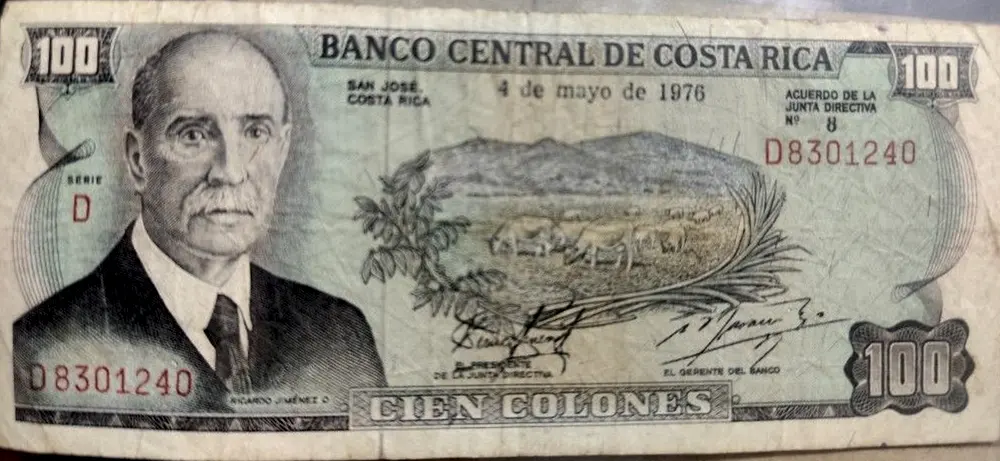 100
BANCO CENTRAL DE COSTA RICA
100
SAN JOSÉ,
COSTA RICA
4 de mayo de 1976
ACUERDO DE LA
JUNTA DIRECTIVA
Nº 8
D8301240
SERIE
D
EL PRESIDENTE
DE LA JUNTA DIRECTIVA
EL GERENTE DEL BANCO
100
D8301240
RICARDO JIMÉNEZ O.
CIEN COLONES